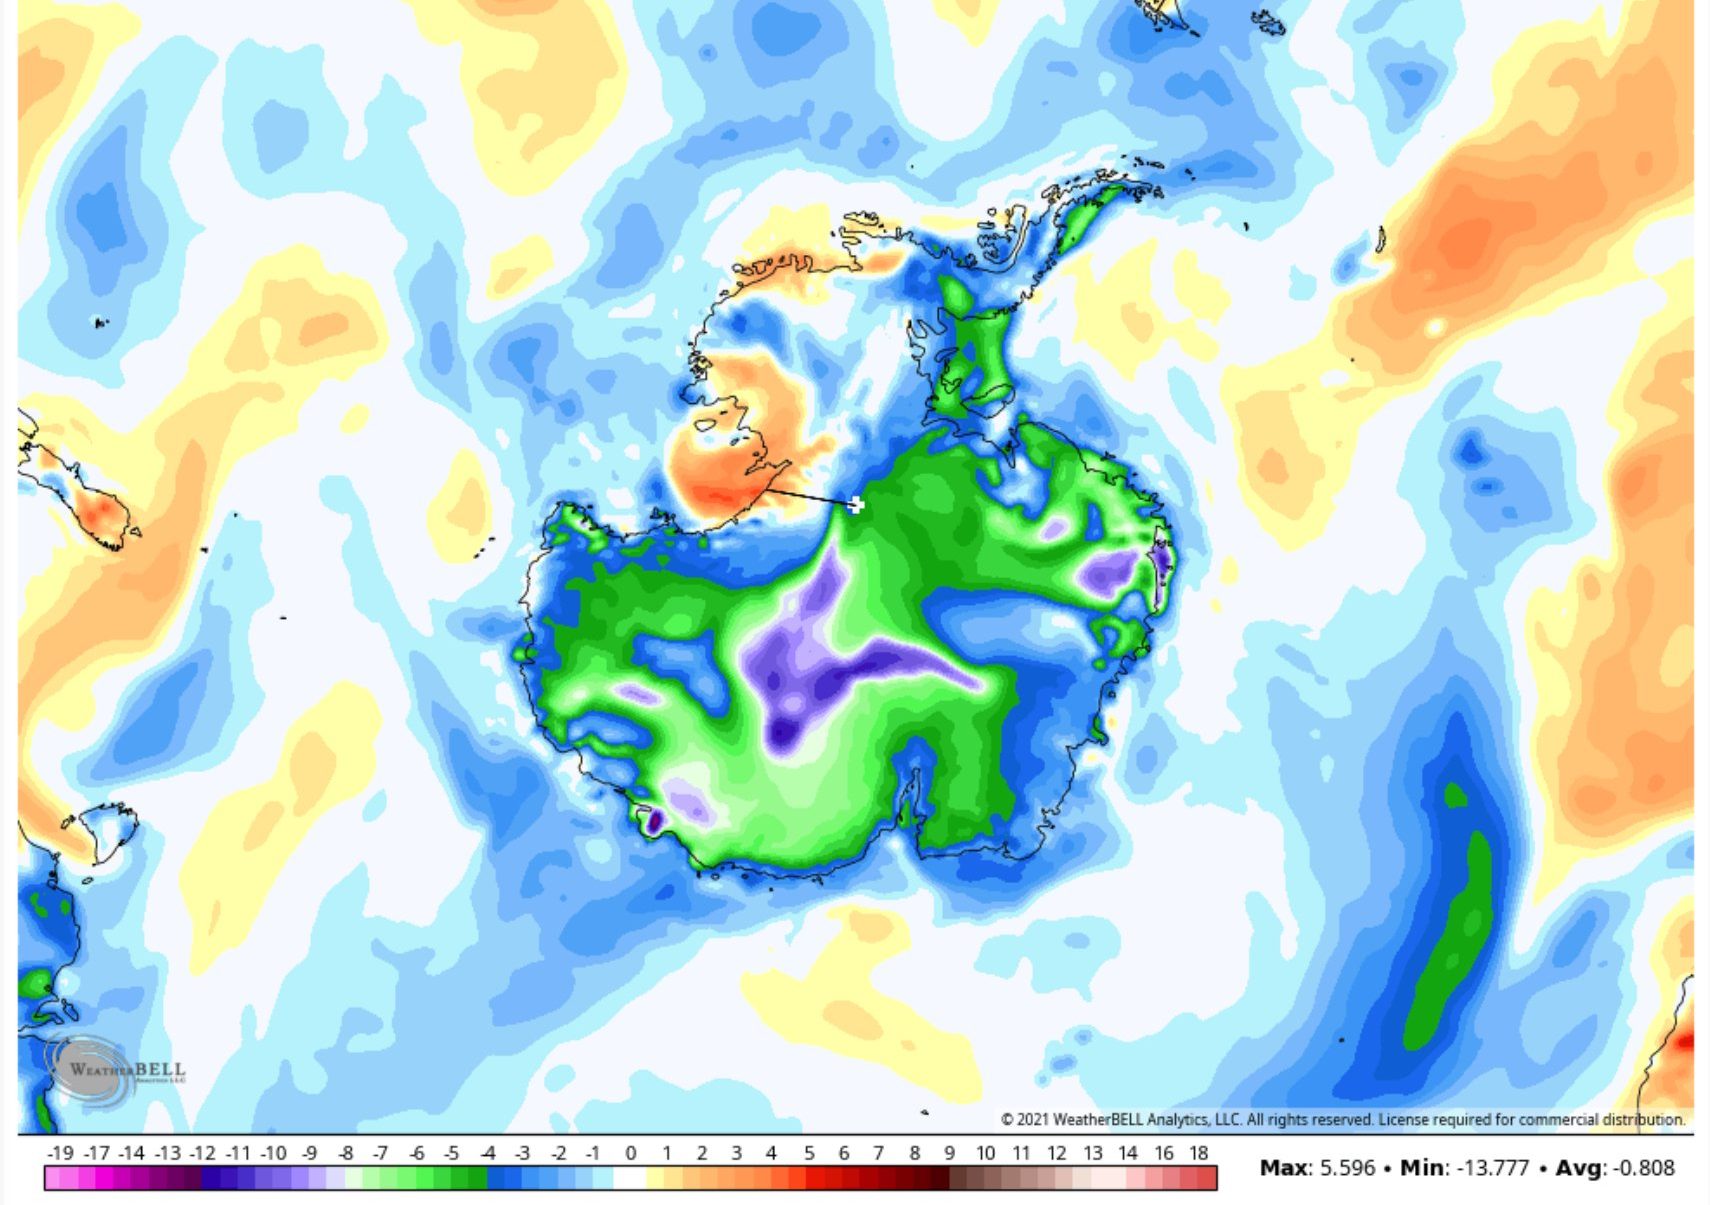 WEATHERBELL
ANALYTICS LLC
© 2021 WeatherBELL Analytics, LLC. All rights reserved. License required for commercial distribution.
-19 -17 -14 -13 -12 -11 -10 -9 -8 -7 -6 -5 -4 -3 -2 -1 0 1 2 3 4 5 6 7 8 9 10 11 12 13 14 16 18
Max: 5.596 • Min: -13.777 • Avg: -0.808